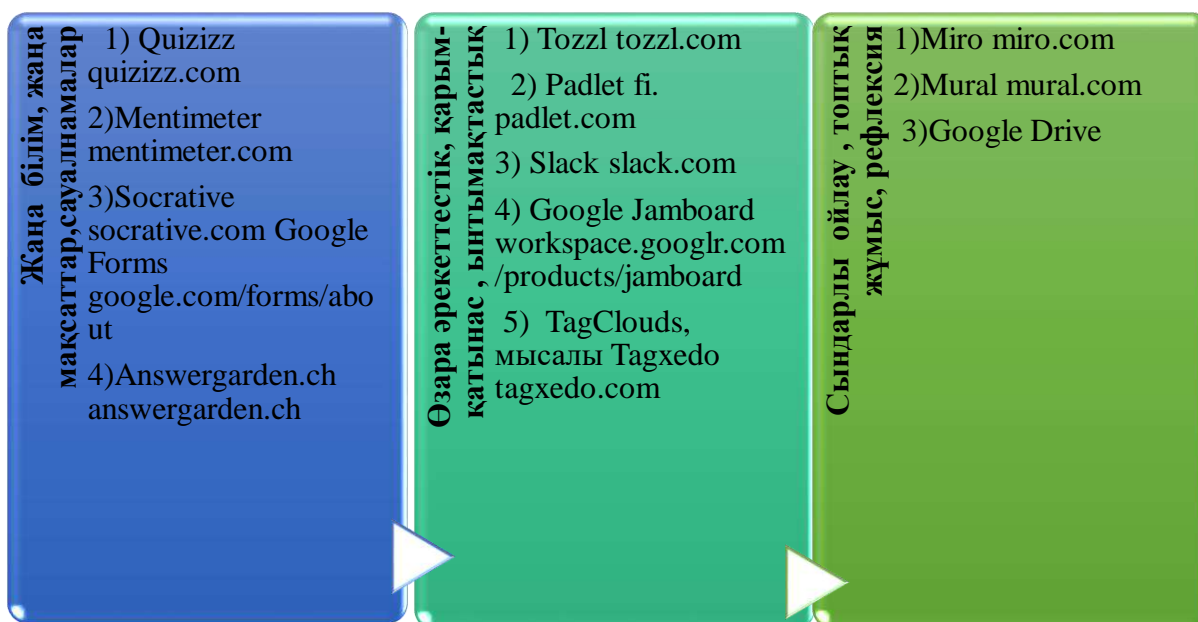 Жаңа білім, жаңа
мақсаттар,сауалнамалар
1) Quizizz
quizizz.com
2)Mentimeter
mentimeter.com
3)Socrative
socrative.com Google
Forms
google.com/forms/abo
ut
4)Answergarden.ch
answergarden.ch
Өзара әрекеттестік, қарым-
қатынас , ынтымақтастық
1) Tozzl tozzl.com
2) Padlet fi.
padlet.com
3) Slack slack.com
4) Google Jamboard
workspace.googlr.com
/products/jamboard
5) TagClouds,
мысалы Tagxedo
tagxedo.com
Сындарлы ойлау , топтық
жұмыс, рефлексия
1)Miro miro.com
2)Mural mural.com
3)Google Drive